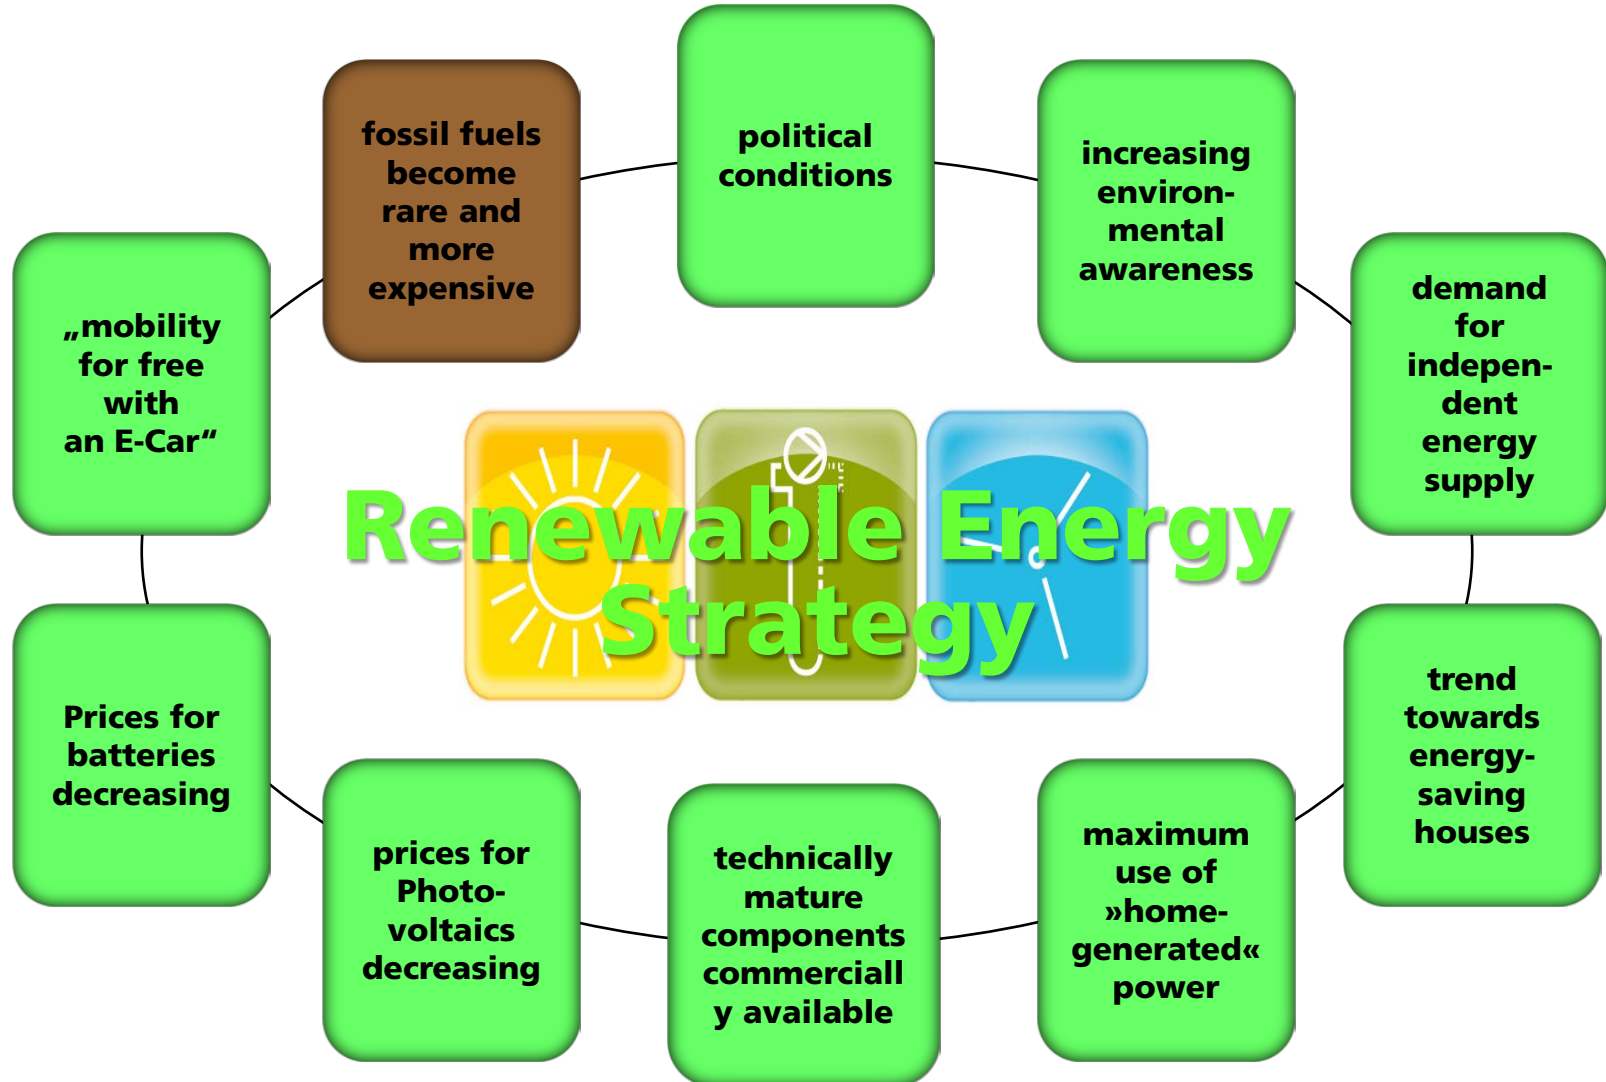 political
conditions
increasing
environ-
mental
awareness
demand
for
indepen-
dent
energy
supply
trend
towards
energy-
saving
houses
maximum
use of
»home-
generated«
power
technically
mature
components
commerciall
y available
prices for
Photo-
voltaics
decreasing
Prices for
batteries
decreasing
„mobility
for free
with
an E-Car“
fossil fuels
become
rare and
more
expensive
Renewable Energy
Strategy